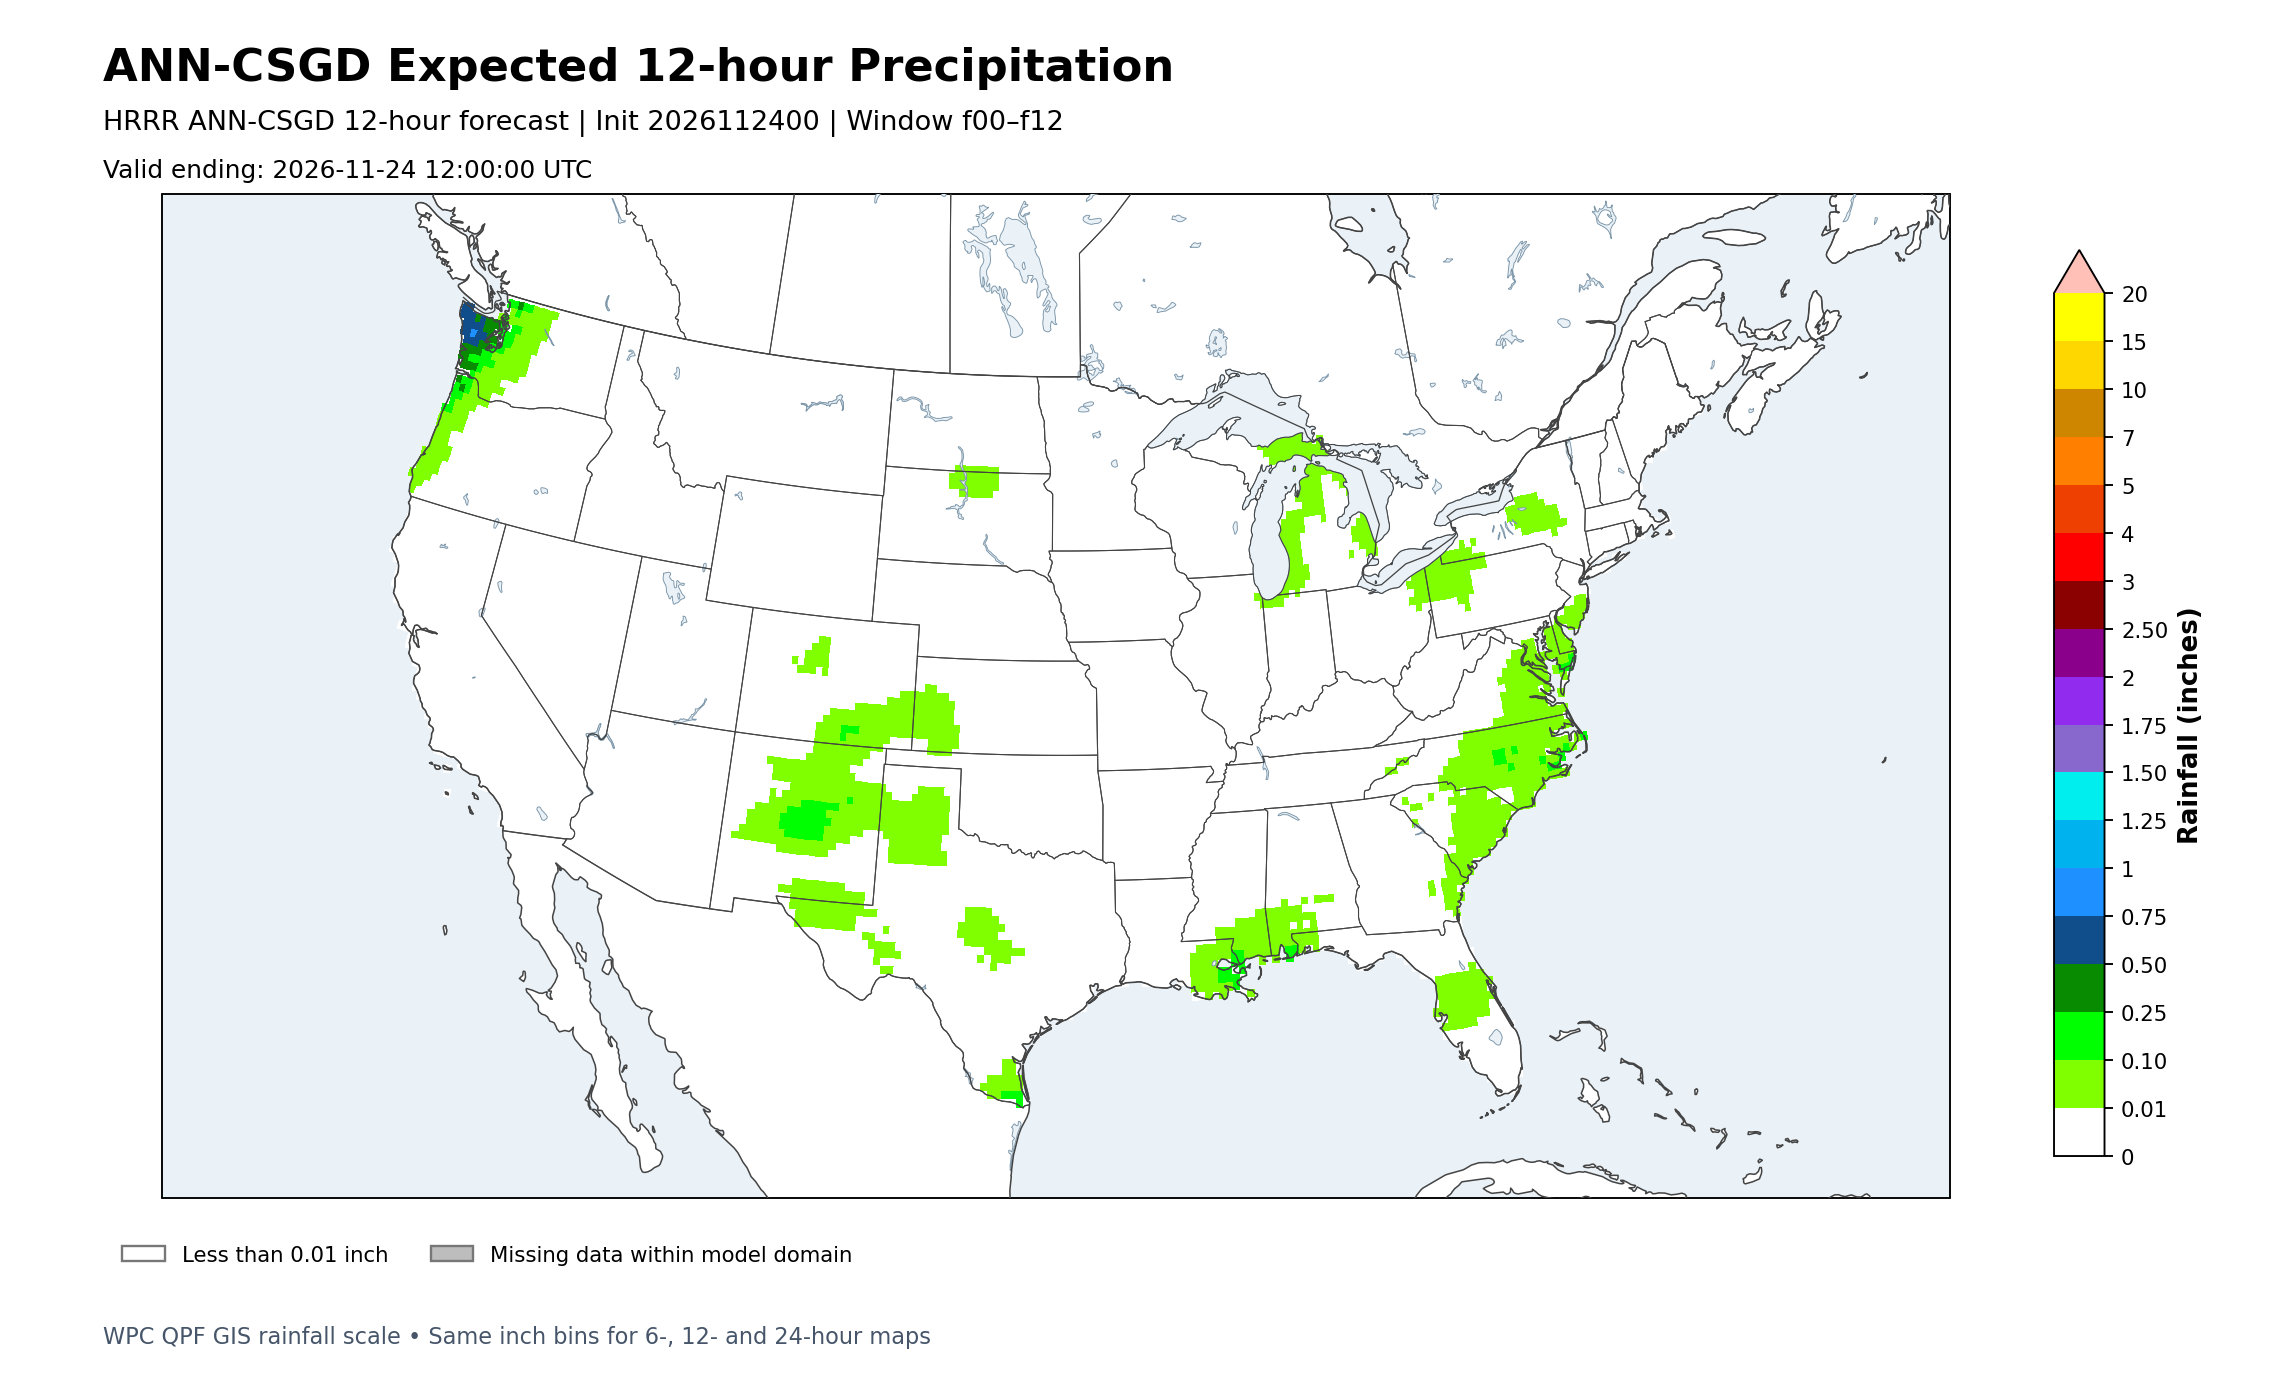 ANN-CSGD Expected 12-hour Precipitation
HRRR ANN-CSGD 12-hour forecast | Init 2026112400 | Window f00–f12
Valid ending: 2026-11-24 12:00:00 UTC
20
15
10
7
5
4
3
2.50
2
1.75
1.50
1.25
1
0.75
0.50
0.25
0.10
0.01
0
Rainfall (inches)
Less than 0.01 inch
Missing data within model domain
WPC QPF GIS rainfall scale • Same inch bins for 6-, 12- and 24-hour maps